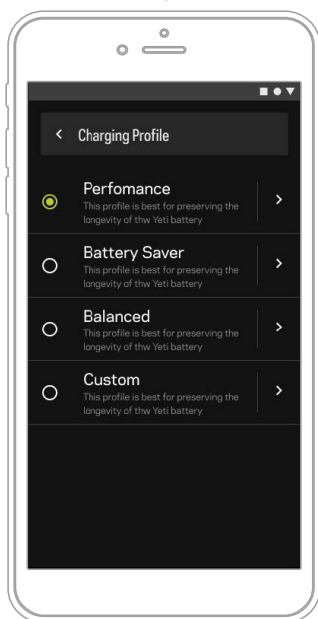 Charging Profile
Perfomance
This profile is best for preserving the
longevity of thw Yeti battery
Battery Saver
This profile is best for preserving the
longevity of thw Yeti battery
Balanced
This profile is best for preserving the
longevity of thw Yeti battery
Custom
This profile is best for preserving the
longevity of thw Yeti battery